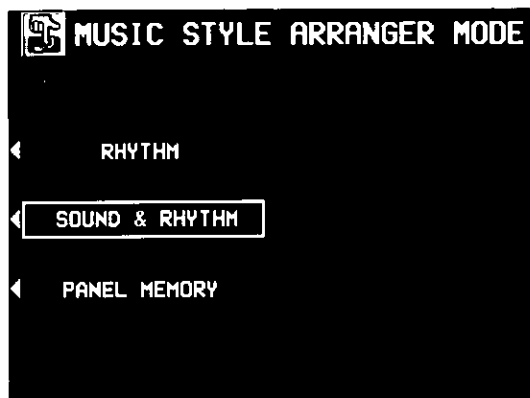 MUSIC STYLE ARRANGER MODE
RHYTHM
SOUND & RHYTHM
PANEL MEMORY